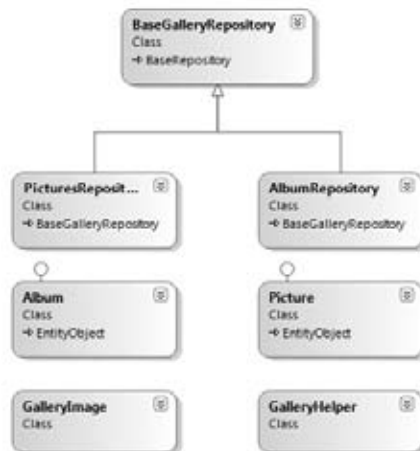 BaseGalleryRepository
Class
BaseRepository
PicturesReposit...
Class
BaseGalleryRepository
AlbumRepository
Class
BaseGalleryRepository
Album
Class
EntityObject
Picture
Class
EntityObject
GalleryImage
Class
GalleryHelper
Class